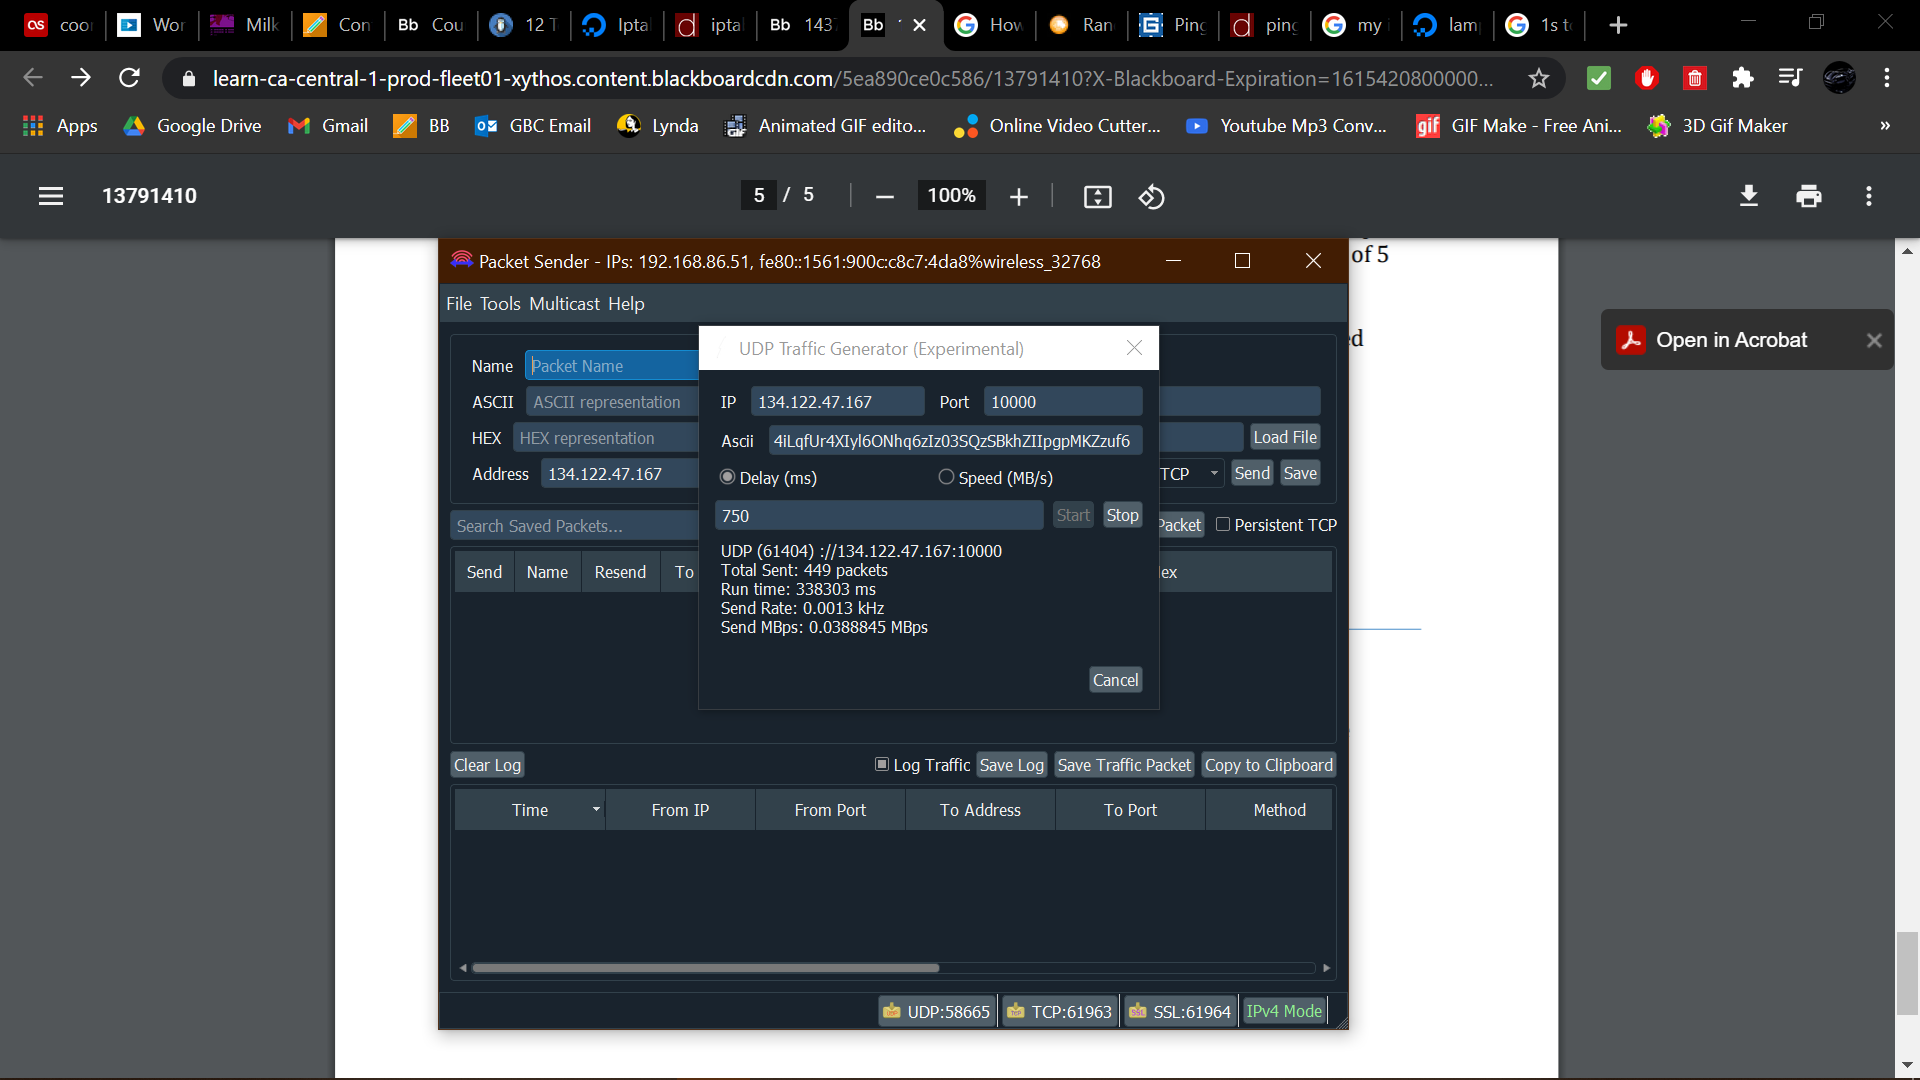 coo Wor Milk Con Bb Cou 12 T Ipta ipta Bb 143 Bb How Ran Ping ping my lam 1s t
learn-ca-central-1-prod-fleet01-xythos.content.blackboardcdn.com/5ea890ce0c586/13791410?X-Blackboard-Expiration=1615420800000...
Apps Google Drive Gmail BB GBC Email Lynda Animated GIF edito... Online Video Cutter... Youtube Mp3 Conv... gif GIF Make - Free Ani... 3D Gif Maker »
13791410 5 / 5 100%
of 5
Packet Sender - IPs: 192.168.86.51, fe80::1561:900c:c8c7:4da8%wireless_32768
File Tools Multicast Help
Open in Acrobat
UDP Traffic Generator (Experimental)
Name Packet Name
ASCII ASCII representation
HEX HEX representation Load File
Address 134.122.47.167 TCP Send Save
IP 134.122.47.167 Port 10000
Ascii 4iLqfUr4XIyl6ONhq6zIz03SQzSBkhZIIpgpMKZzuf6
Delay (ms) Speed (MB/s)
750 Start Stop
Search Saved Packets... Packet Persistent TCP
UDP (61404) ://134.122.47.167:10000
Total Sent: 449 packets
Run time: 338303 ms
Send Rate: 0.0013 kHz
Send MBps: 0.0388845 MBps
Send Name Resend To lex
Cancel
Clear Log Log Traffic Save Log Save Traffic Packet Copy to Clipboard
Time From IP From Port To Address To Port Method
UDP:58665 TCP:61963 SSL:61964 IPv4 Mode